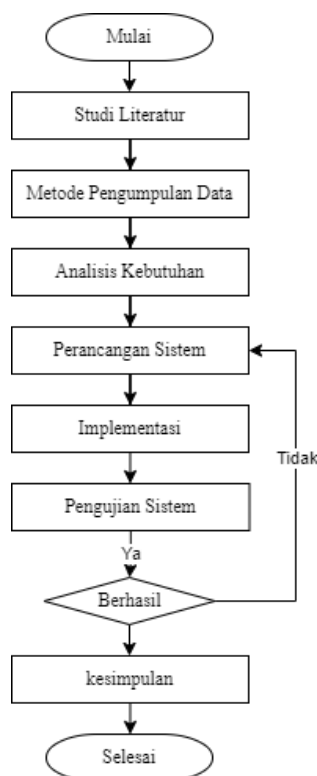 Mulai
Studi Literatur
Metode Pengumpulan Data
Analisis Kebutuhan
Perancangan Sistem
Implementasi
Tidak
Pengujian Sistem
Ya
Berhasil
kesimpulan
Selesai